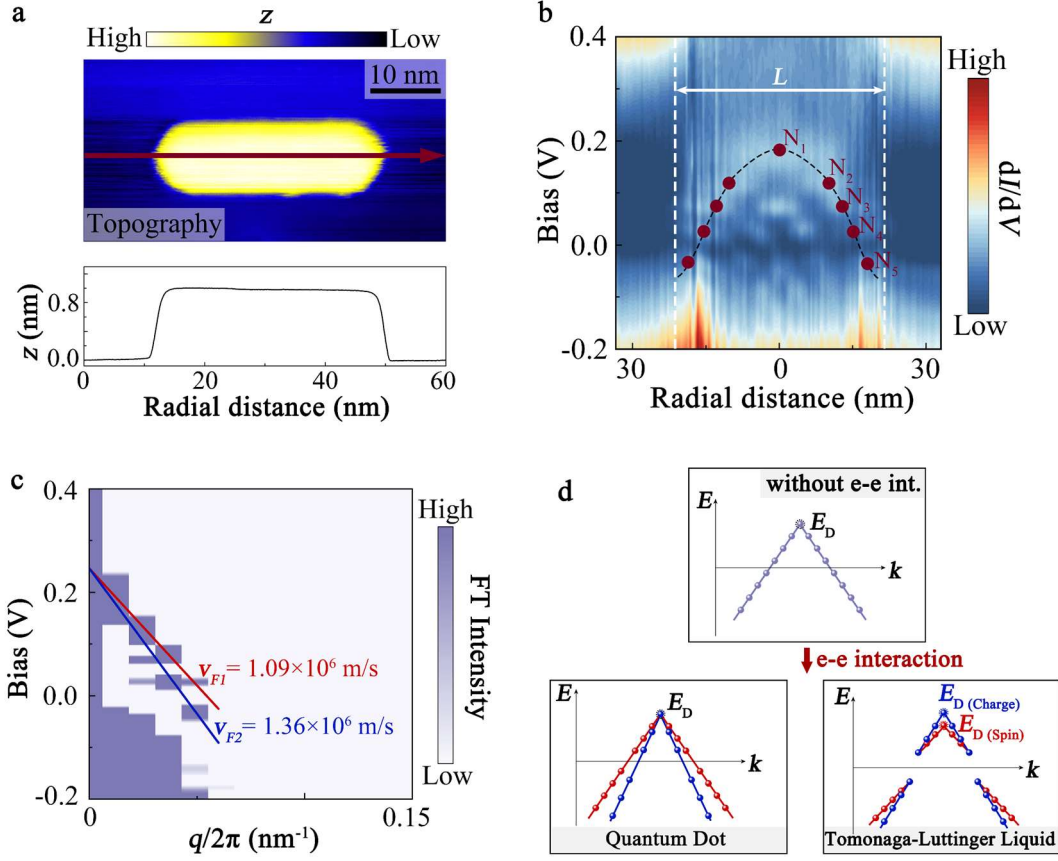 a
z
High
Low
10 nm
Topography
z (nm)
0.8
0.0
0
20
40
60
Radial distance (nm)
b
0.4
0.2
0.0
-0.2
Bias (V)
L
N1
N2
N3
N4
N5
30
0
30
Radial distance (nm)
High
Low
dI/dV
c
0.4
0.2
0.0
-0.2
Bias (V)
vF1= 1.09×10⁶ m/s
vF2= 1.36×10⁶ m/s
0
0.15
q/2π (nm⁻¹)
High
Low
FT Intensity
d
without e-e int.
E
ED
k
e-e interaction
E
ED
k
Quantum Dot
E
ED (Charge)
ED (Spin)
k
Tomonaga-Luttinger Liquid